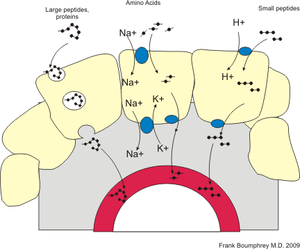 Large peptides,
proteins
Amino Acids
Small peptides
Na+
H+
Na+
H+
Na+
K+
Na+
K+
Frank Boumphrey M.D. 2009